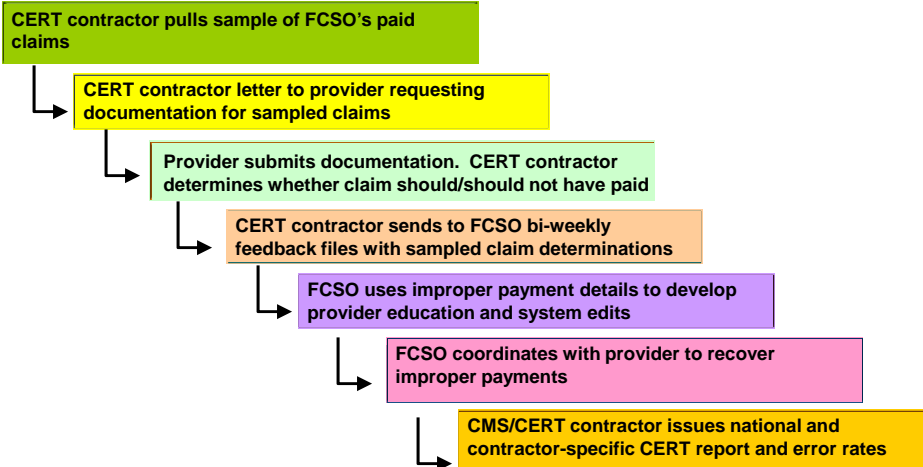 CERT contractor pulls sample of FCSO's paid
claims
CERT contractor letter to provider requesting
documentation for sampled claims
Provider submits documentation.  CERT contractor
determines whether claim should/should not have paid
CERT contractor sends to FCSO bi-weekly
feedback files with sampled claim determinations
FCSO uses improper payment details to develop
provider education and system edits
FCSO coordinates with provider to recover
improper payments
CMS/CERT contractor issues national and
contractor-specific CERT report and error rates